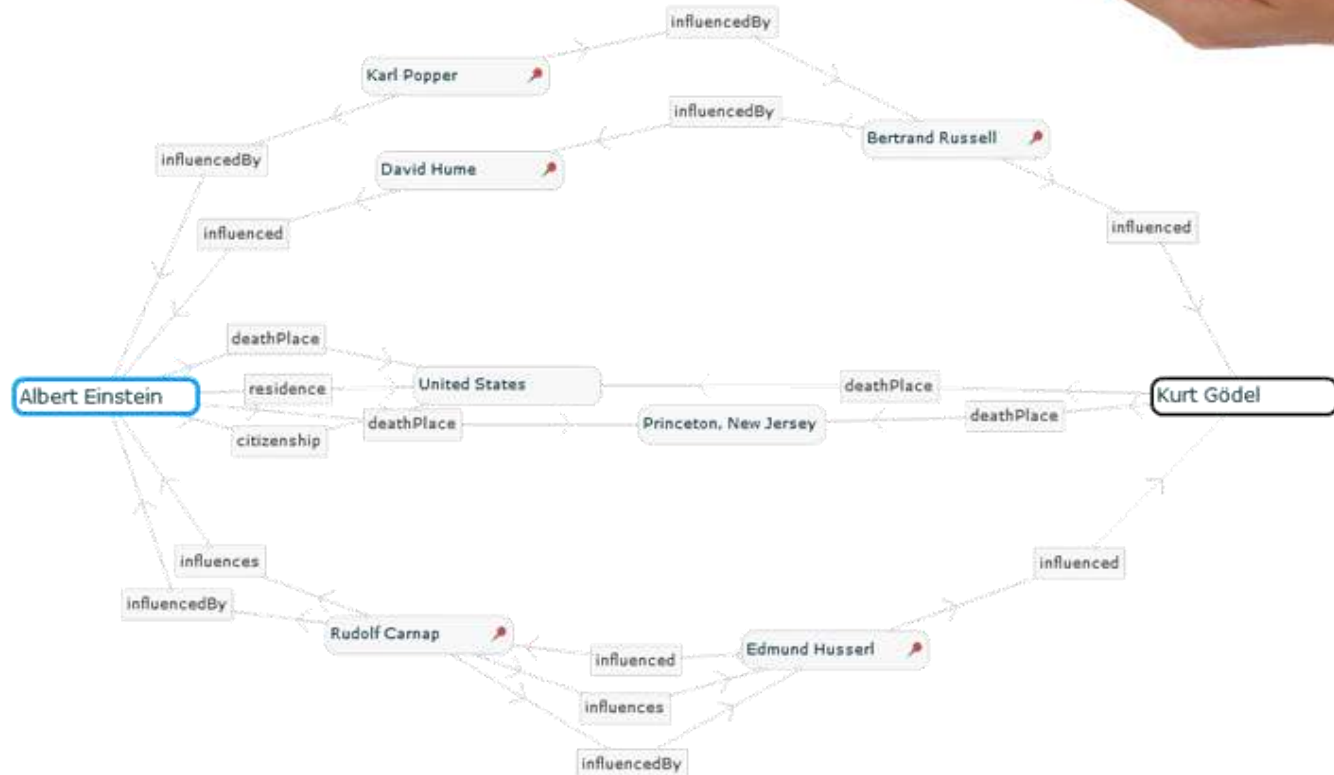 influencedBy
Karl Popper
influencedBy
Bertrand Russell
influencedBy
David Hume
influenced
influenced
deathPlace
United States
deathPlace
Albert Einstein
residence
Kurt Gödel
deathPlace
Princeton, New Jersey
deathPlace
citizenship
influences
influenced
influencedBy
Rudolf Carnap
Edmund Husserl
influenced
influences
influencedBy